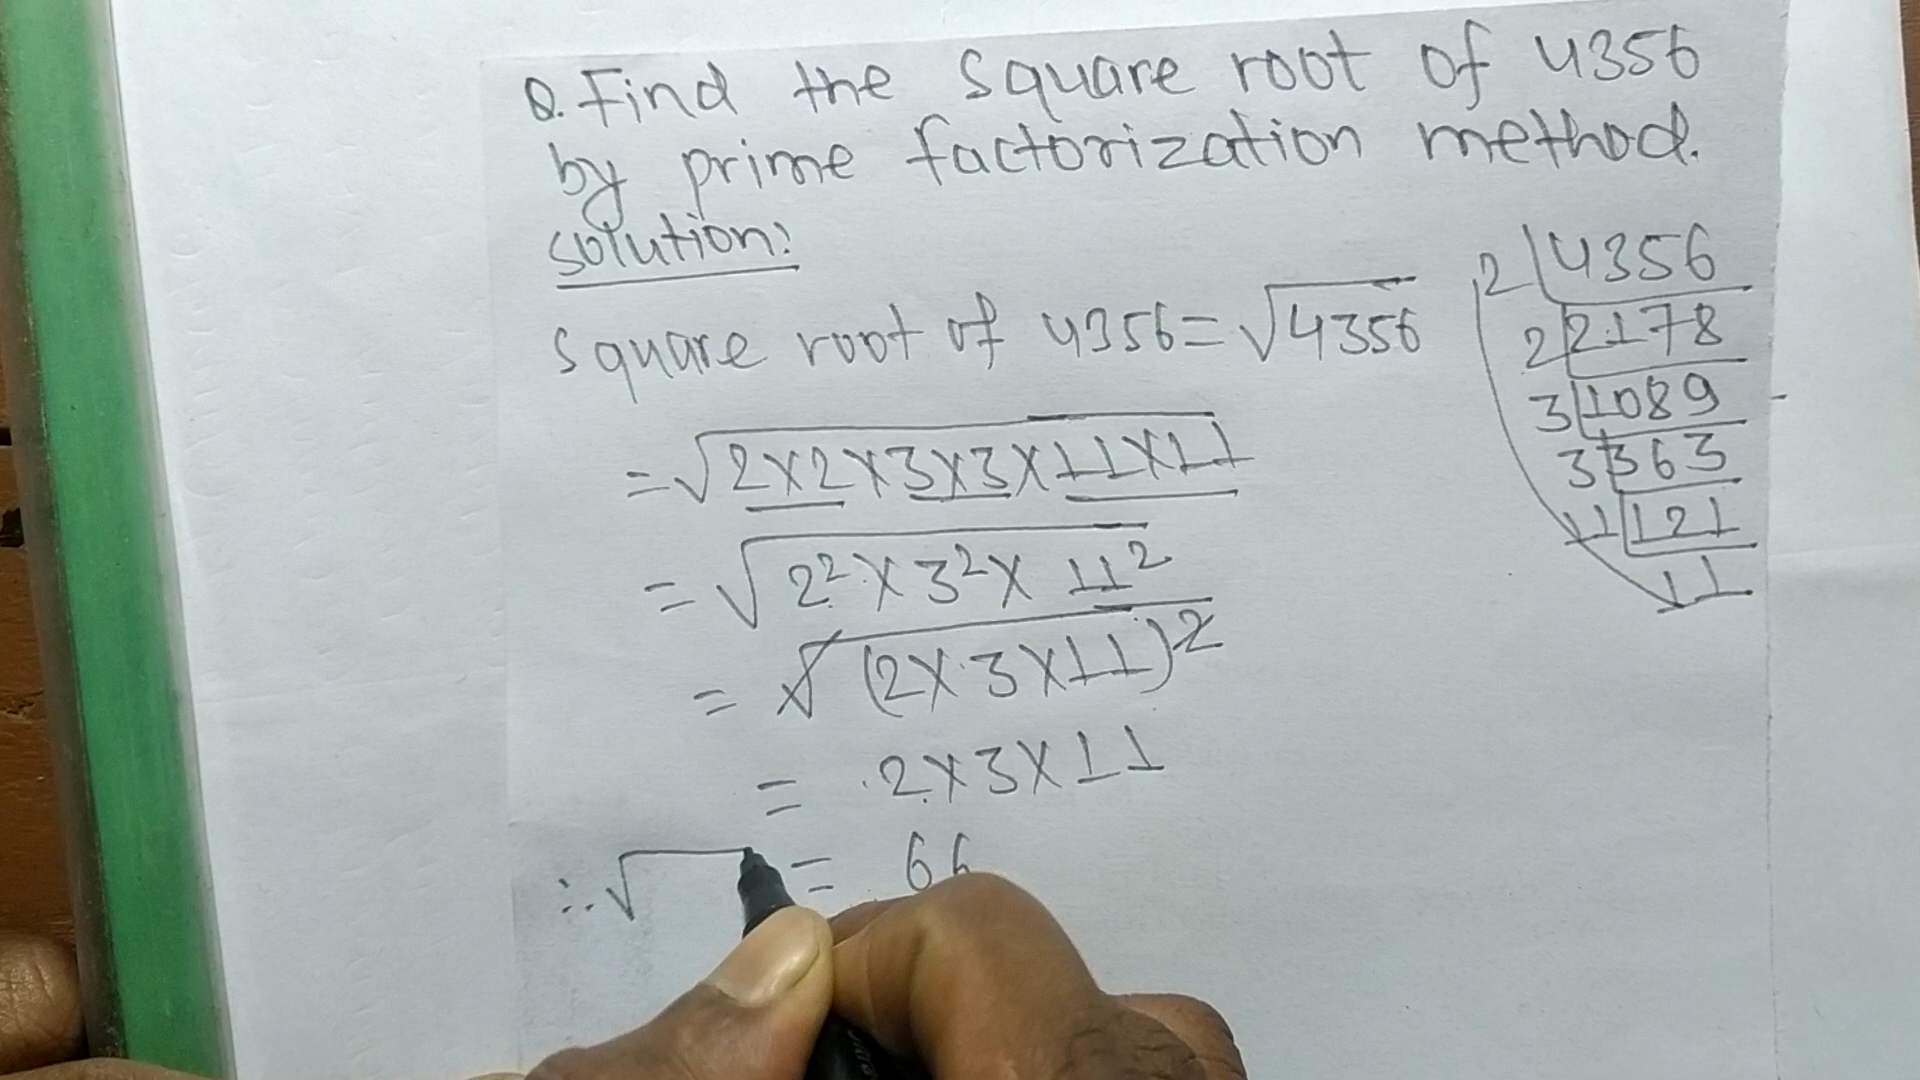 Q. Find the square root of 4356
by prime factorization method.
solution:
square root of 4356 = √4356
= √2×2×3×3×11×11
= √2²×3²×11²
= √(2×3×11)²
= 2×3×11
∴ √ = 66
2 4356
2 2178
3 1089
3 363
11 121
11